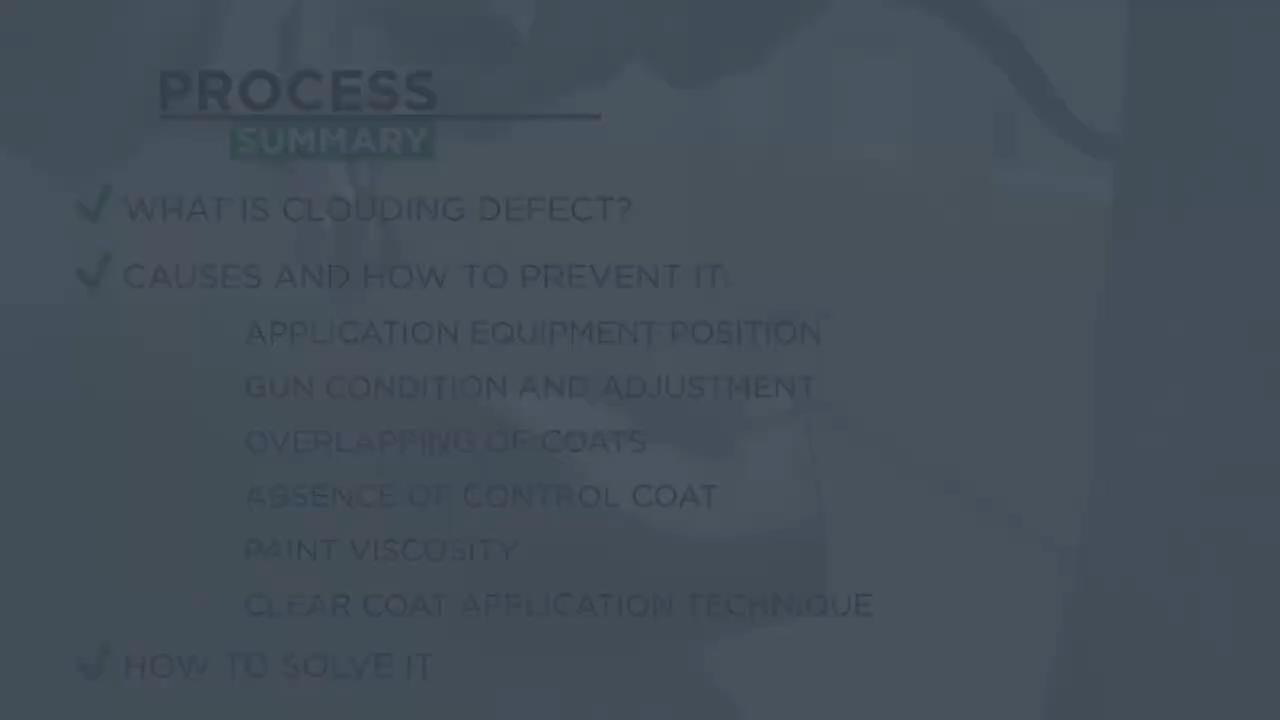 PROCESS
SUMMARY
WHAT IS CLOUDING DEFECT?
CAUSES AND HOW TO PREVENT IT:
APPLICATION EQUIPMENT POSITION
GUN CONDITION AND ADJUSTMENT
OVERLAPPING OF COATS
ABSENCE OF CONTROL COAT
PAINT VISCOSITY
CLEAR COAT APPLICATION TECHNIQUE
HOW TO SOLVE IT